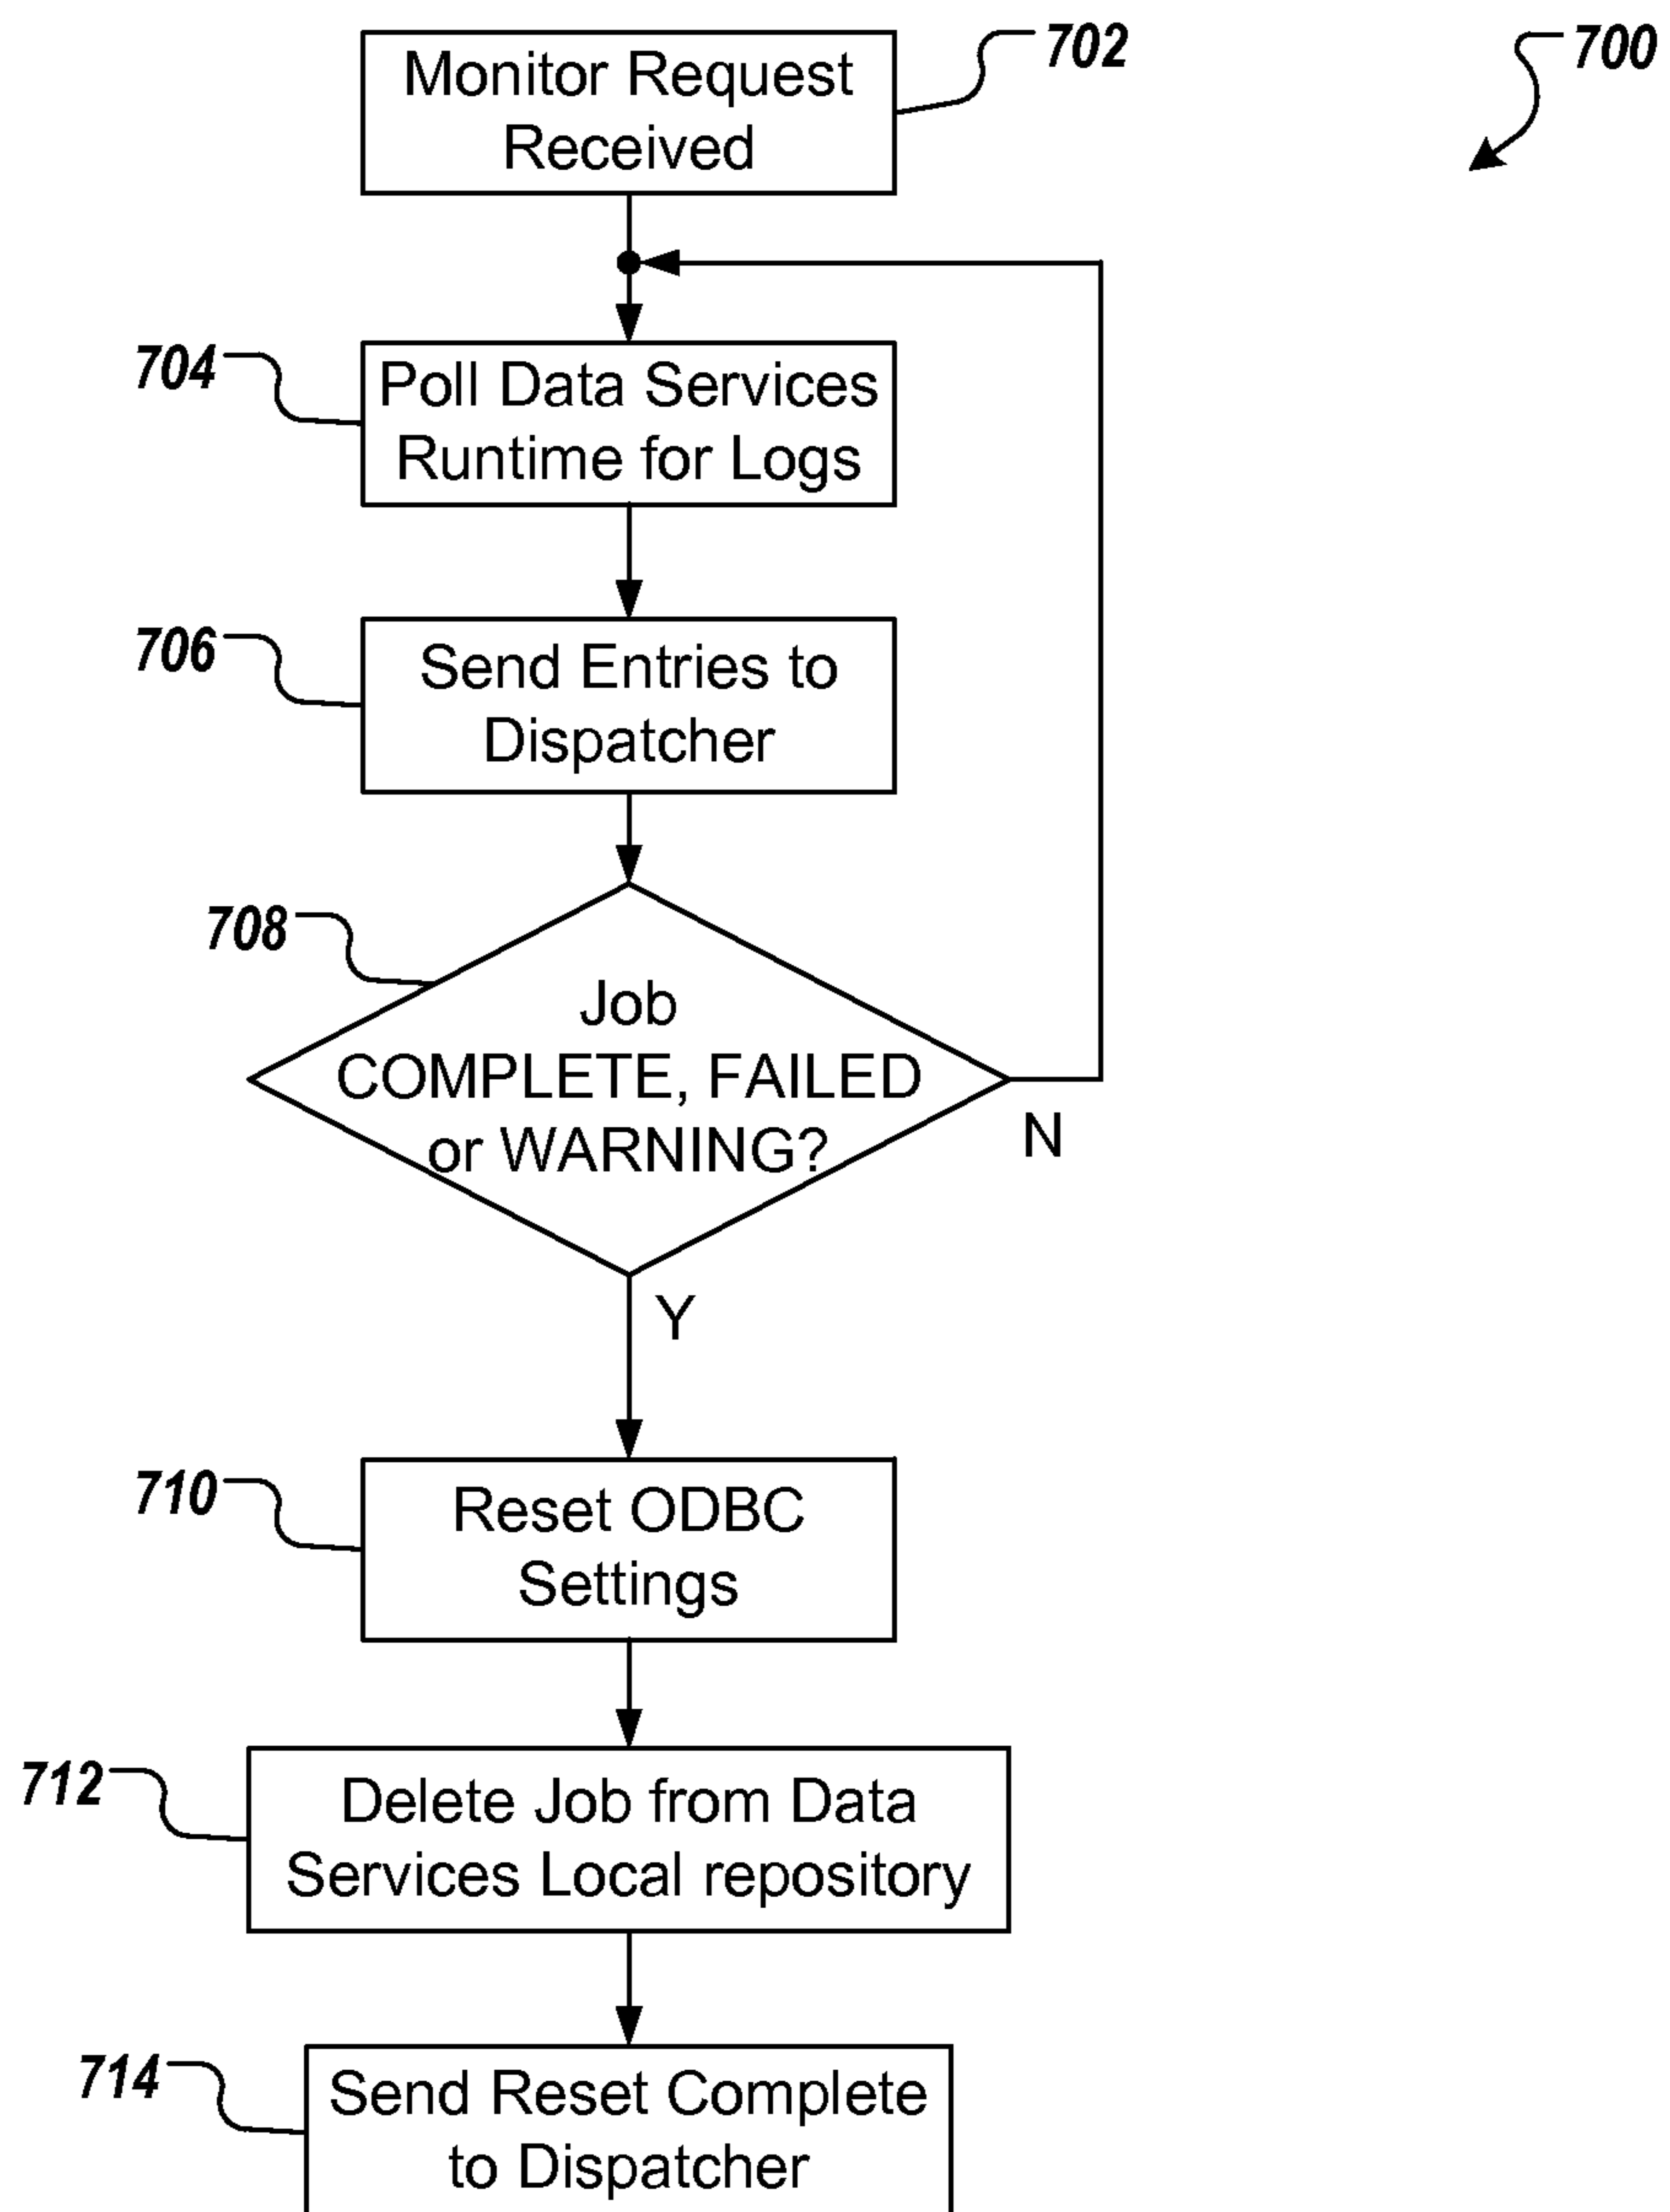 702
700
Monitor Request
Received
704
Poll Data Services
Runtime for Logs
706
Send Entries to
Dispatcher
708
Job
COMPLETE, FAILED
or WARNING?
N
Y
710
Reset ODBC
Settings
712
Delete Job from Data
Services Local repository
714
Send Reset Complete
to Dispatcher